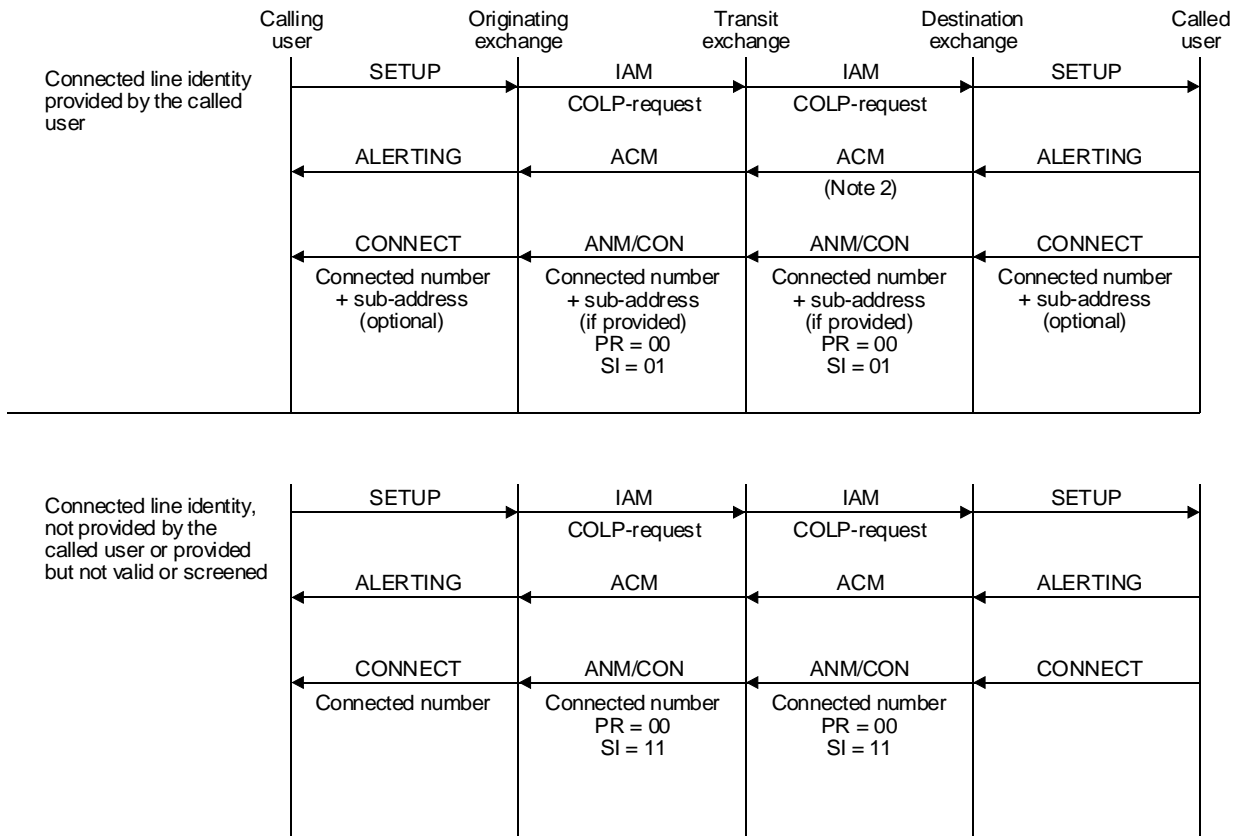 Calling user
Originating exchange
Transit exchange
Destination exchange
Called user
Connected line identity
provided by the called
user
SETUP
IAM
IAM
SETUP
COLP-request
COLP-request
ALERTING
ACM
ACM
ALERTING
(Note 2)
CONNECT
ANM/CON
ANM/CON
CONNECT
Connected number
+ sub-address
(optional)
Connected number
+ sub-address
(if provided)
PR = 00
SI = 01
Connected number
+ sub-address
(if provided)
PR = 00
SI = 01
Connected number
+ sub-address
(optional)
Connected line identity,
not provided by the
called user or provided
but not valid or screened
SETUP
IAM
IAM
SETUP
COLP-request
COLP-request
ALERTING
ACM
ACM
ALERTING
CONNECT
ANM/CON
ANM/CON
CONNECT
Connected number
Connected number
PR = 00
SI = 11
Connected number
PR = 00
SI = 11